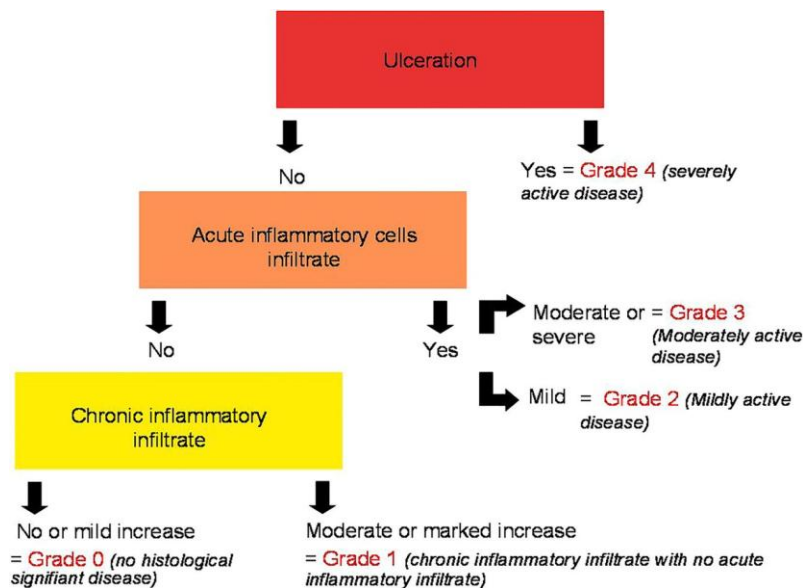 Ulceration
No
Yes = Grade 4 (severely
active disease)
Acute inflammatory cells
infiltrate
No
Yes
Moderate or = Grade 3
severe (Moderately active
disease)
Mild = Grade 2 (Mildly active
disease)
Chronic inflammatory
infiltrate
No or mild increase
= Grade 0 (no histological
signifiant disease)
Moderate or marked increase
= Grade 1 (chronic inflammatory infiltrate with no acute
inflammatory infiltrate)